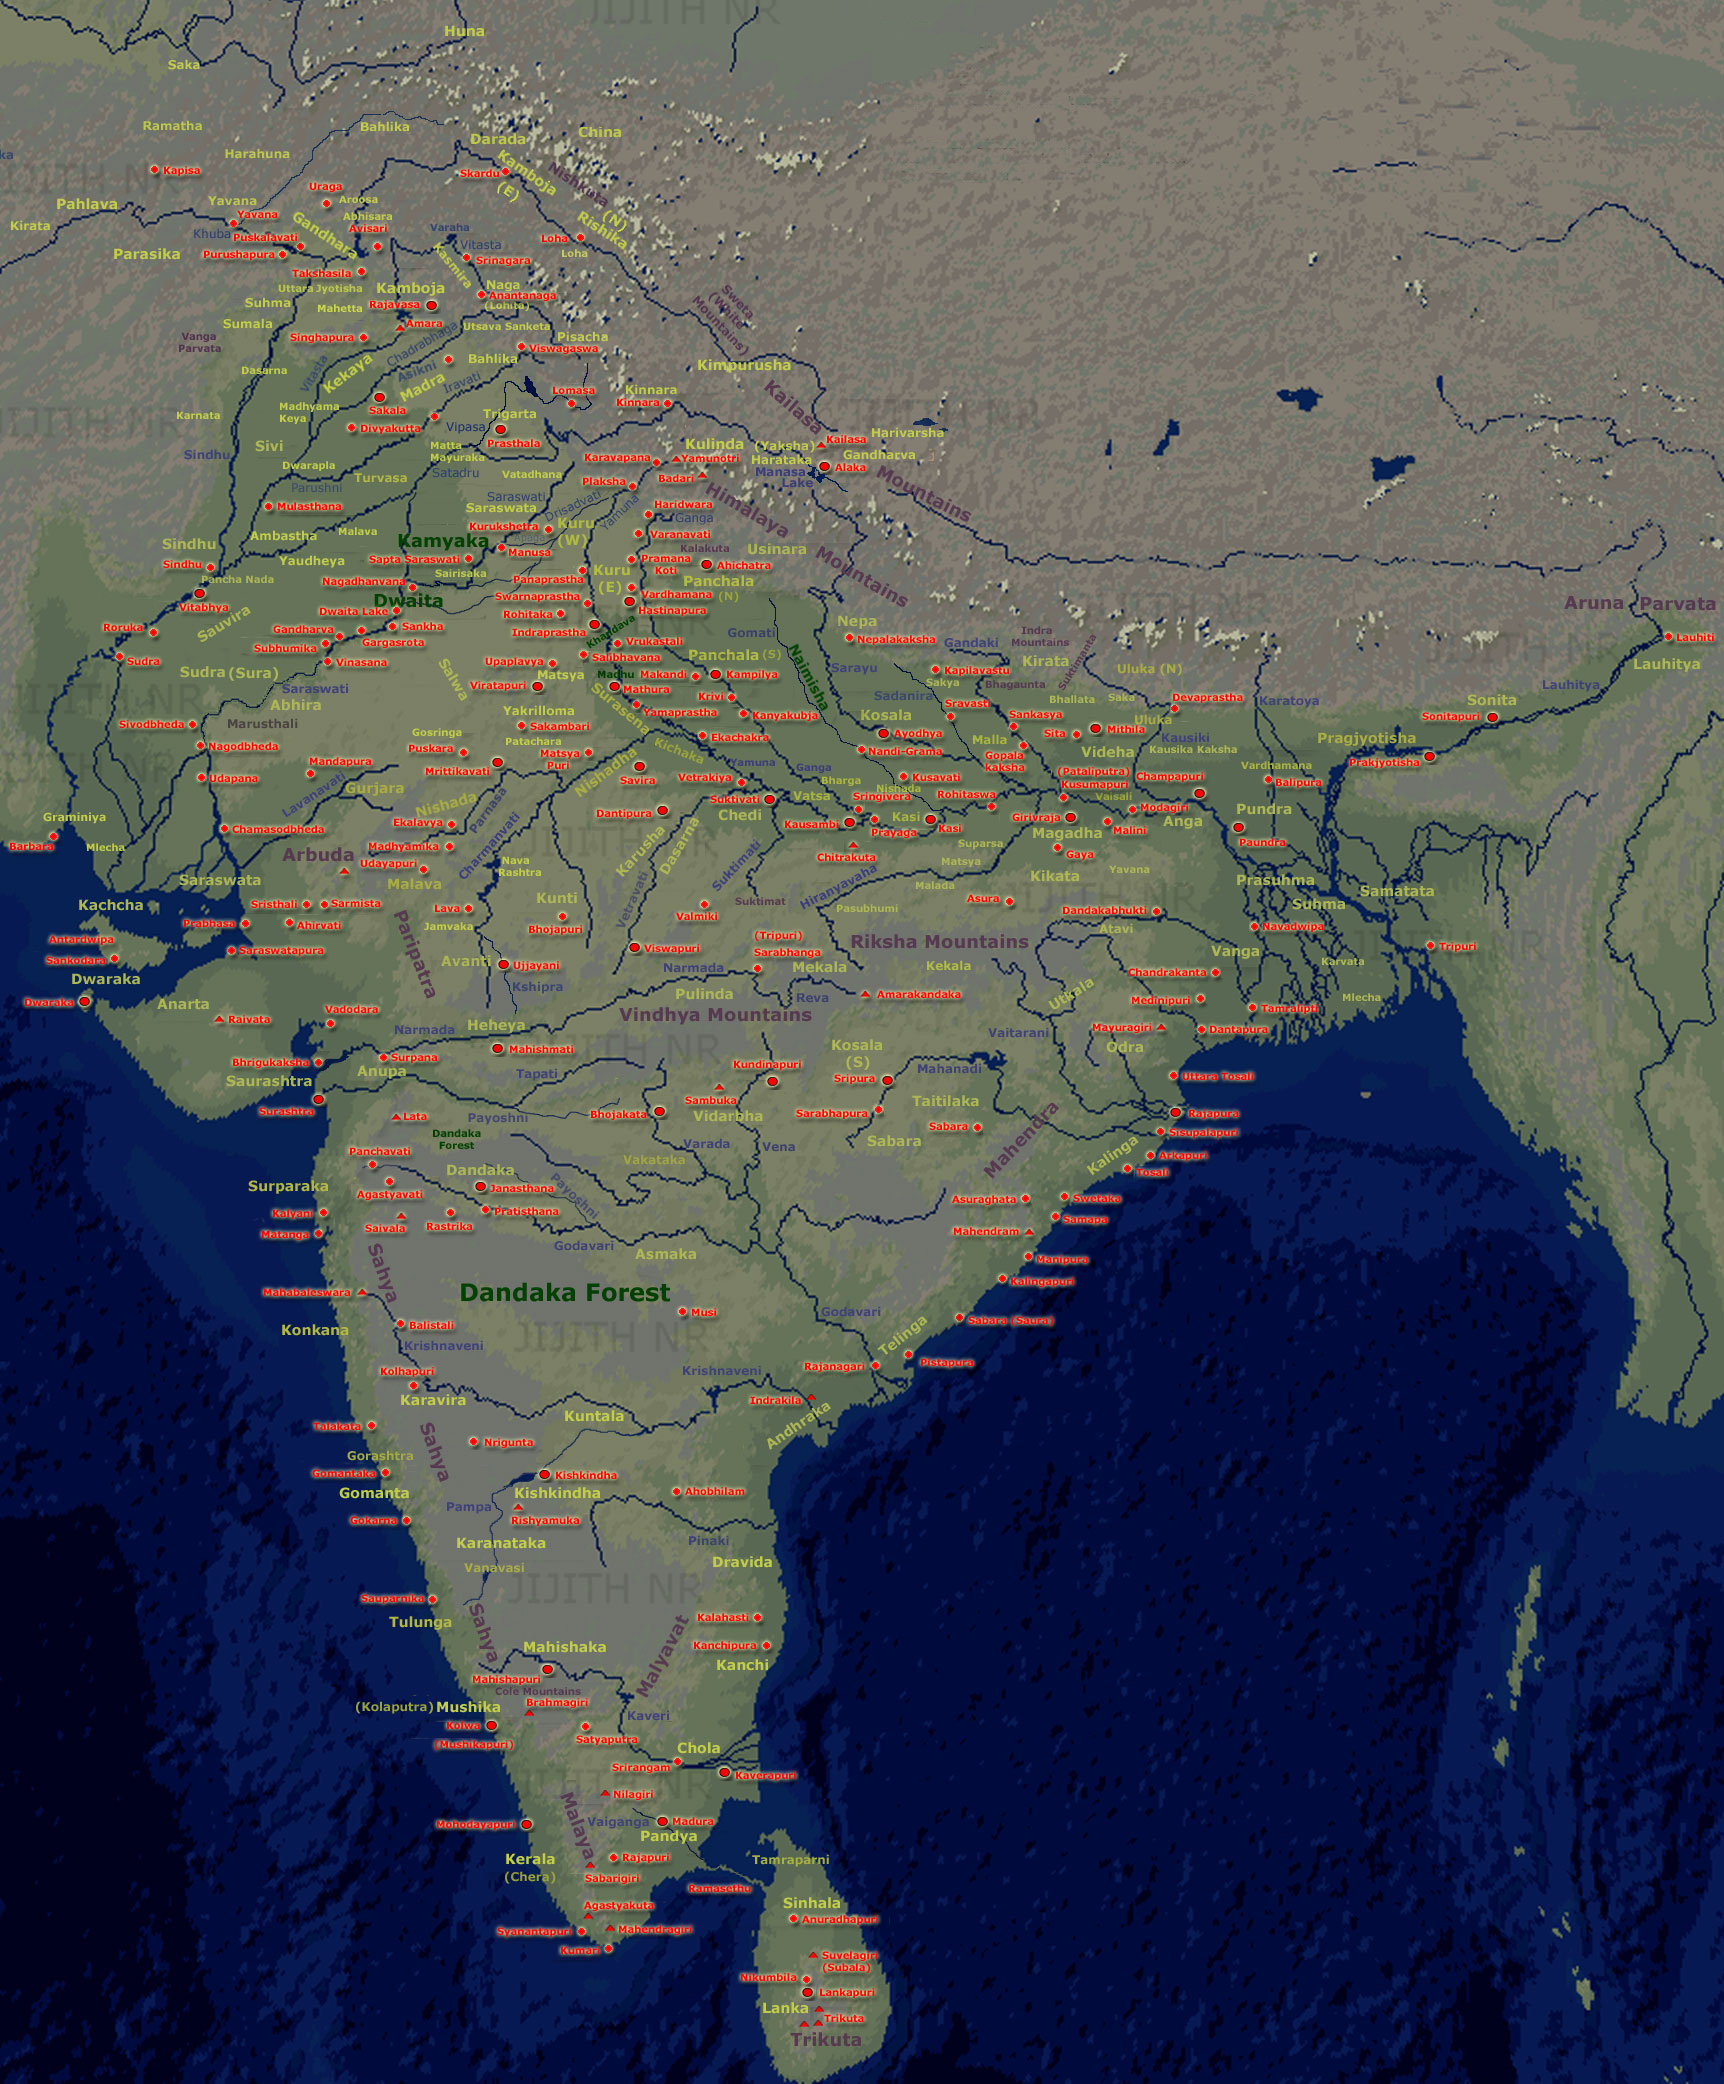 JIJITH NR
Huna
Saka
Ramatha
Bahlika
Darada
China
Harahuna
Kapisa
Skardu
Kamboja
(E)
Nishkuta
Uraga
Aroosa
Pahlava
Yavana
Yavana
Abhisara
Avisari
Kirata
Khuba
Puskalavati
Gandhara
Varaha
Vitasta
Kasmira
Loha
(N)
Rishika
Loha
Parasika
Purushapura
Takshasila
Srinagara
Uttara Jyotisha
Kamboja
Naga
Anantanaga
(Lohita)
Suhma
Mahetta
Rajavasa
Sweta
(White
Mountains)
Sumala
Amara
Utsava Sanketa
Vanga
Parvata
Singhapura
Chadrabhaga
Pisacha
Viswagaswa
Dasarna
Vitasta
Kekaya
Asikni
Bahlika
Kimpurusha
Madra
Iravati
Lomasa
Kinnara
Kinnara
Kailasa
Karnata
Madhyama
Keya
Sakala
Trigarta
Divyakutta
Vipasa
Prasthala
Harivarsha
Sivi
Matta
Mayuraka
Kulinda
(Yaksha)
Kailasa
Gandharva
Sindhu
Dwarapla
Satadru
Vatadhana
Karavapana
Yamunotri
Harataka
Alaka
Manasa
Lake
Mountains
Turvasa
Parushni
Plaksha
Badari
Himalaya
Mulasthana
Saraswati
Saraswata
Drisadvati
Yamuna
Haridwara
Ganga
Ambastha
Malava
Kurukshetra
Kuru
(W)
Varanavati
Sindhu
Kamyaka
Manusa
Kalakuta
Usinara
Mountains
Yaudheya
Sapta Saraswati
Sindhu
Pramana
Koti
Ahichatra
Pancha Nada
Sairisaka
Panaprastha
Kuru
(E)
Panchala
(N)
Nagadhanvana
Vitabhya
Dwaita
Swarnaprastha
Vardhamana
Hastinapura
Aruna Parvata
Dwaita Lake
Rohitaka
Sauvira
Nepa
Roruka
Gandharva
Sankha
Indraprastha
Khandava
Gomati
Nepalakaksha
Gandaki
Indra
Mountains
Lauhiti
Subhumika
Gargasrota
Vrukastali
Sudra
Vinasana
Upaplavya
Salibhavana
Panchala (S)
Naimisha
Sarayu
Kirata
Suktimanta
Uluka (N)
Lauhitya
Sudra (Sura)
Salwa
Matsya
Madhu
Makandi
Kampilya
Kapilavastu
Sakya
Bhagaunta
Saraswati
Viratapuri
Mathura
Krivi
Sadanira
Bhallata
Saka
Devaprastha
Karatoya
Lauhitya
Abhira
Yakrilloma
Surasena
Yamaprastha
Kanyakubja
Kosala
Sravasti
Sankasya
Sonita
Sonitapuri
Sivodbheda
Marusthali
Sakambari
Ekachakra
Ayodhya
Malla
Sita
Mithila
Uluka
Kausiki
Pragjyotisha
Nagodbheda
Gosringa
Puskara
Patachara
Kichaka
Nandi-Grama
Gopala
kaksha
Videha
Kausika Kaksha
Mandapura
Mrittikavati
Matsya
Puri
Nishadha
Yamuna
Ganga
Vardhamana
Prakjyotisha
Udapana
Lavanavati
Savira
Vetrakiya
Bharga
Kusavati
(Pataliputra)
Kusumapuri
Champapuri
Balipura
Gurjara
Nishada
Parnasa
Suktivati
Vatsa
Nishada
Sringivera
Rohitaswa
Vaisali
Graminiya
Dantipura
Chedi
Kasi
Modagiri
Pundra
Chamasodbheda
Ekalavya
Charmanvati
Karusha
Dasarna
Kausambi
Prayaga
Kasi
Girivraja
Magadha
Malini
Anga
Barbara
Mlecha
Madhyamika
Suparsa
Paundra
Arbuda
Udayapuri
Nava
Rashtra
Chitrakuta
Gaya
Matsya
Suktimati
Hiranyavaha
Kikata
Yavana
Saraswata
Malava
Malada
Prasuhma
Samatata
Kachcha
Sristhali
Sarmista
Lava
Kunti
Vetravati
Suktimat
Asura
Suhma
Prabhasa
Ahirvati
Paripatra
Jamvaka
Bhojapuri
Valmiki
Pasubhumi
Dandakabhukti
Navadwipa
Antardwipa
Saraswatapura
(Tripuri)
Sarabhanga
Riksha Mountains
Atavi
Tripuri
Sankodara
Avanti
Ujjayani
Viswapuri
Vanga
Karvata
Dwaraka
Narmada
Mekala
Kekala
Chandrakanta
Dwaraka
Anarta
Kshipra
Pulinda
Reva
Amarakandaka
Utkala
Medinipuri
Mlecha
Raivata
Vadodara
Vindhya Mountains
Tamralipti
Narmada
Heheya
Vaitarani
Mayuragiri
Dantapura
Bhrigukaksha
Surpana
Mahishmati
Kosala
(S)
Odra
Saurashtra
Anupa
Tapati
Kundinapuri
Mahanadi
Uttara Tosali
Surashtra
Sambuka
Sripura
Lata
Payoshni
Bhojakata
Vidarbha
Sarabhapura
Taitilaka
Rajapura
Dandaka
Forest
Varada
Vena
Sabara
Sabara
Mahendra
Sisupalapuri
Panchavati
Vakataka
Kalinga
Arkapuri
Dandaka
Tosali
Surparaka
Agastyavati
Janasthana
Payoshni
Asuraghata
Swetaka
Kalyani
Saivala
Rastrika
Pratisthana
Samapa
Matanga
Godavari
Asmaka
Mahendram
Sahya
Manipura
Mahabaleswara
Dandaka Forest
Kalingapuri
Musi
Godavari
Konkana
Balistali
Sabara (Saura)
Krishnaveni
Telinga
Kolhapuri
Krishnaveni
Rajanagari
Pistapura
Karavira
Indrakila
Kuntala
Andhraka
Talakata
Sahya
Nrigunta
Gorashtra
Gomantaka
Kishkindha
Gomanta
Kishkindha
Ahobhilam
Pampa
Gokarna
Rishyamuka
Karanataka
Pinaki
Vanavasi
Dravida
Sauparnika
Tulunga
Sahya
Kalahasti
Mahishaka
Malyavat
Kanchipura
Mahishapuri
Kanchi
Cole Mountains
(Kolaputra) Mushika
Brahmagiri
Kolwa
Kaveri
(Mushikapuri)
Satyaputra
Chola
Srirangam
Kaverapuri
Nilagiri
Malaya
Mohodayapuri
Vaiganga
Madura
Pandya
Kerala
(Chera)
Rajapuri
Tamraparni
Sabarigiri
Ramasethu
Agastyakuta
Sinhala
Syanantapuri
Mahendragiri
Anuradhapuri
Kumari
Suvelagiri
(Subala)
Nikumbila
Lankapuri
Lanka
Trikuta
Trikuta